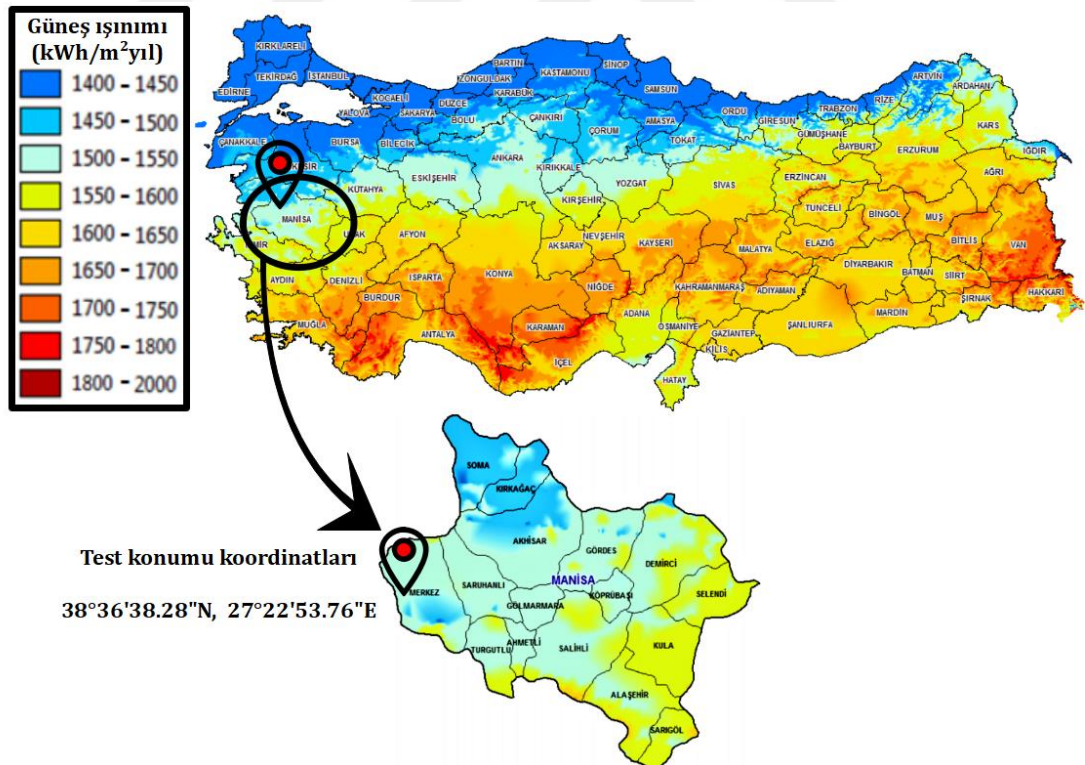 Güneş ışınımı
(kWh/m²yıl)
1400 - 1450
1450 - 1500
1500 - 1550
1550 - 1600
1600 - 1650
1650 - 1700
1700 - 1750
1750 - 1800
1800 - 2000
KIRKLARELİ
TEKİRDAĞ
İSTANBUL
EDİRNE
YALOVA
KOCAELİ
SAKARYA
DÜZCE
BOLU
ZONGULDAK
BARTIN
KARABÜK
KASTAMONU
SİNOP
SAMSUN
ORDU
GİRESUN
TRABZON
RİZE
ARTVİN
ARDAHAN
ÇANAKKALE
BURSA
BİLECİK
ÇANKIRI
ÇORUM
AMASYA
TOKAT
GÜMÜŞHANE
BAYBURT
ERZURUM
KARS
IĞDIR
KÜTAHYA
ESKİŞEHİR
ANKARA
KIRIKKALE
YOZGAT
KIRŞEHİR
SİVAS
ERZİNCAN
AĞRI
MANİSA
UŞAK
AFYON
AKSARAY
NEVŞEHİR
KAYSERİ
MALATYA
TUNCELİ
ELAZIĞ
BİNGÖL
MUŞ
BİTLİS
VAN
AYDIN
DENİZLİ
ISPARTA
BURDUR
KONYA
NİĞDE
KAHRAMANMARAŞ
ADIYAMAN
DİYARBAKIR
BATMAN
SİİRT
ŞIRNAK
HAKKARİ
MUĞLA
ANTALYA
KARAMAN
İÇEL
ADANA
OSMANİYE
GAZİANTEP
KİLİS
ŞANLIURFA
MARDİN
HATAY
SOMA
KIRKAĞAÇ
AKHİSAR
GÖRDES
DEMİRCİ
MANİSA
Test konumu koordinatları
38°36'38.28"N, 27°22'53.76"E
MERKEZ
SARUHANLI
GÖLMARMARA
KÖPRÜBAŞI
SELENDİ
TURGUTLU
AHMETLİ
SALİHLİ
KULA
ALAŞEHİR
SARIGÖL